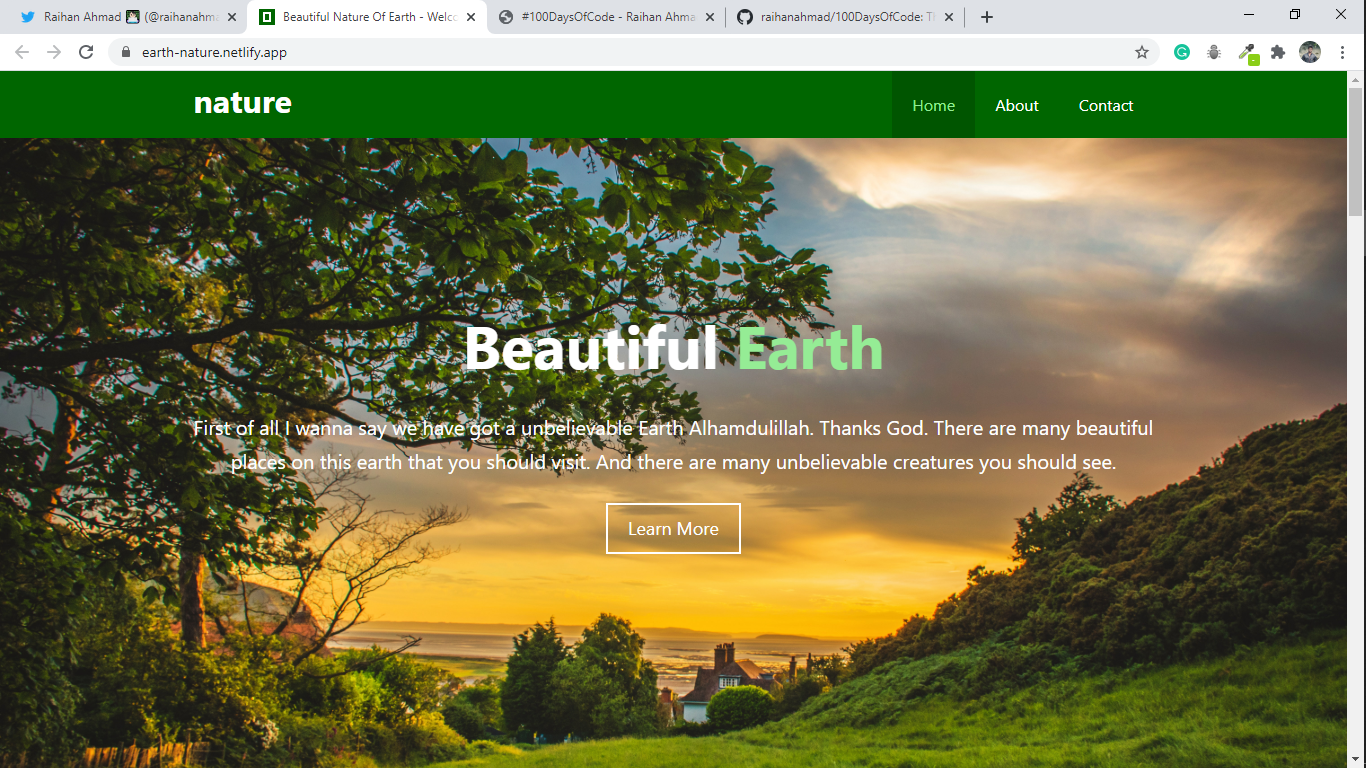 Raihan Ahmad (@raihanahma
Beautiful Nature Of Earth - Welco
#100DaysOfCode - Raihan Ahma
raihanahmad/100DaysOfCode: Th
earth-nature.netlify.app
nature
Home
About
Contact
Beautiful Earth
First of all I wanna say we have got a unbelievable Earth Alhamdulillah. Thanks God. There are many beautiful
places on this earth that you should visit. And there are many unbelievable creatures you should see.
Learn More